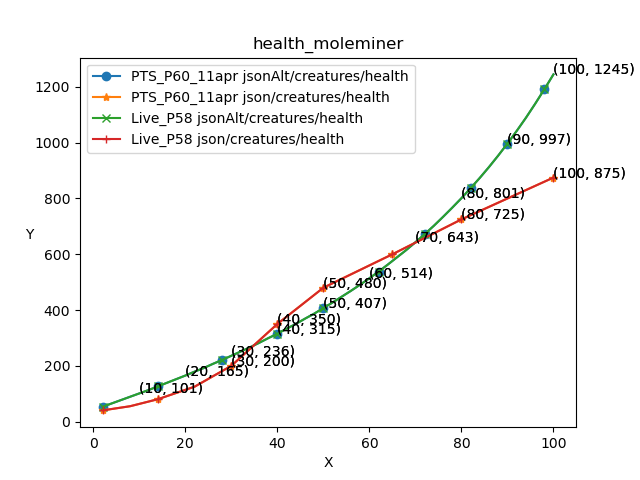 health_moleminer
PTS_P60_11apr jsonAlt/creatures/health
PTS_P60_11apr json/creatures/health
Live_P58 jsonAlt/creatures/health
Live_P58 json/creatures/health
(100, 1245)
(90, 997)
(100, 875)
(80, 801)
(80, 725)
(70, 643)
(60, 514)
(50, 480)
(50, 407)
(40, 350)
(40, 315)
(30, 236)
(30, 200)
(20, 165)
(10, 101)
1200
1000
800
600
400
200
0
Y
0 20 40 60 80 100
X